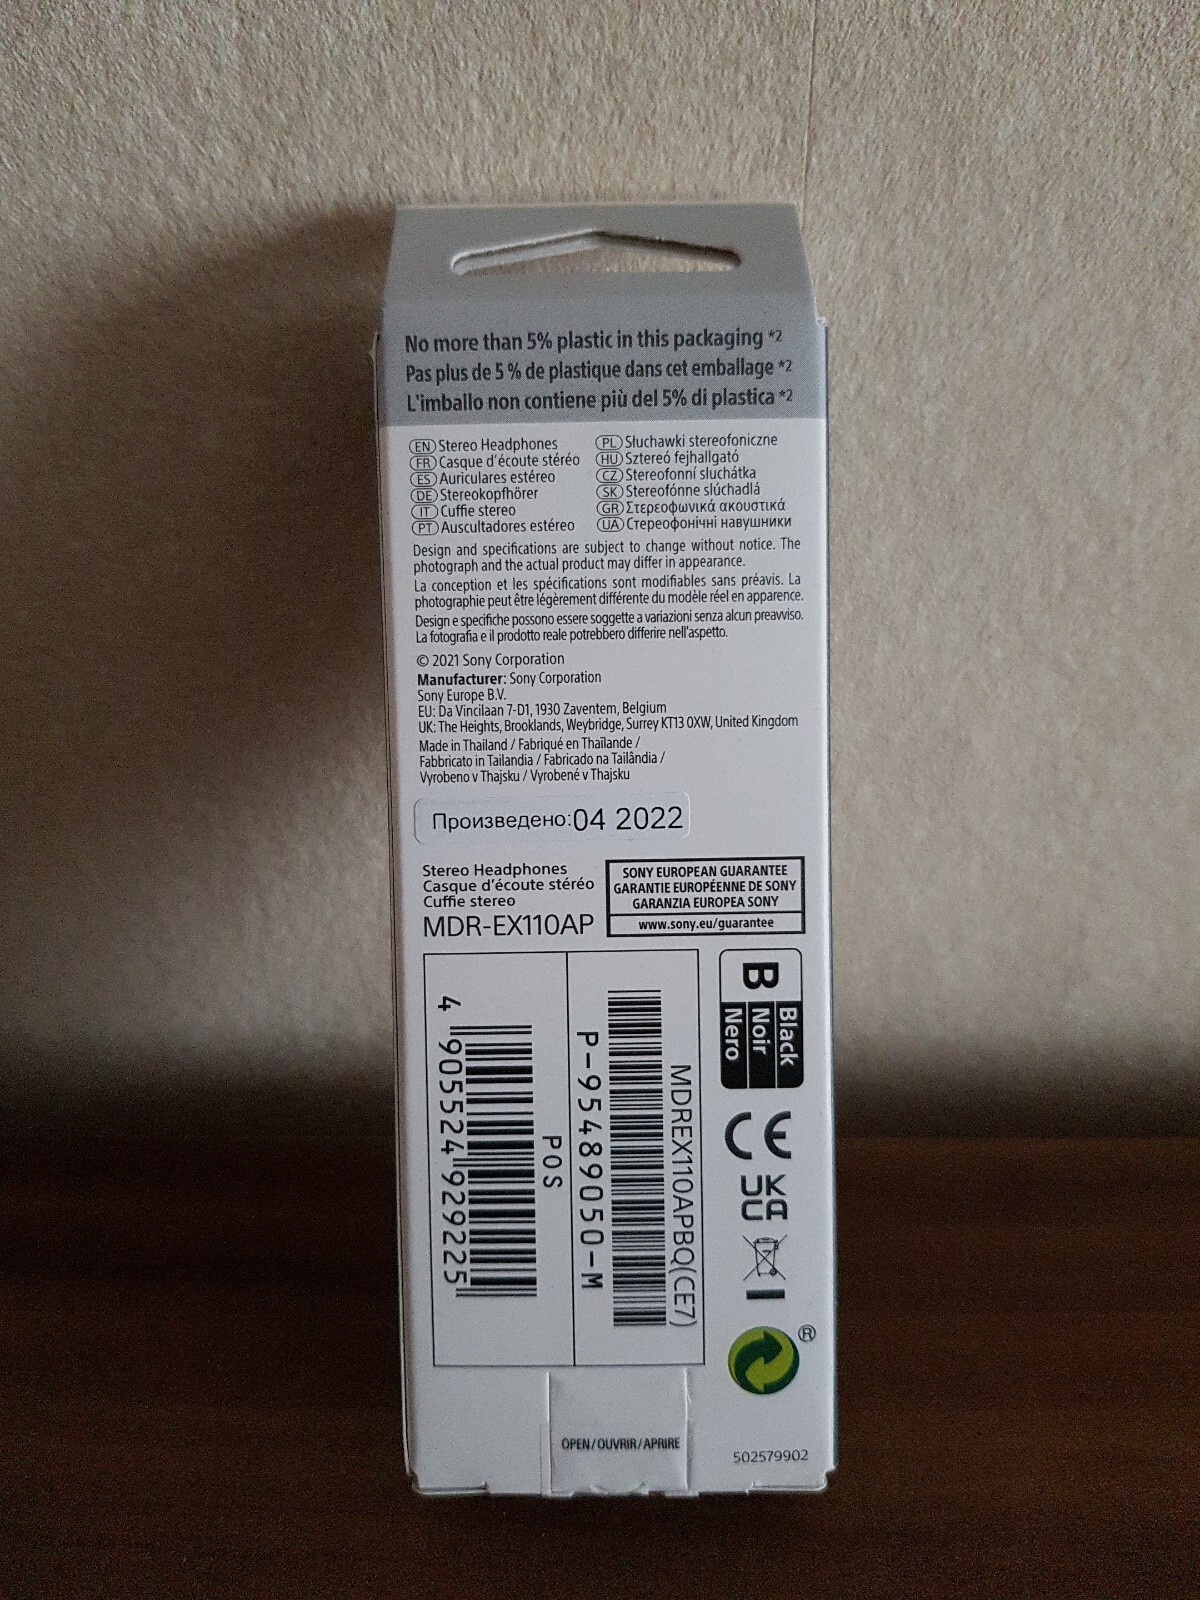 No more than 5% plastic in this packaging *2
Pas plus de 5 % de plastique dans cet emballage *2
L'imballo non contiene più del 5% di plastica *2
EN Stereo Headphones
FR Casque d'écoute stéréo
ES Auriculares estéreo
DE Stereokopfhörer
IT Cuffie stereo
PT Auscultadores estéreo
PL Słuchawki stereofoniczne
HU Sztereó fejhallgató
CZ Stereofonní sluchátka
SK Stereofónne slúchadlá
GR Στερεοφωνικά ακουστικά
UA Стереофонічні навушники
Design and specifications are subject to change without notice. The
photograph and the actual product may differ in appearance.
La conception et les spécifications sont modifiables sans préavis. La
photographie peut être légèrement différente du modèle réel en apparence.
Design e specifiche possono essere soggette a variazioni senza alcun preavviso.
La fotografia e il prodotto reale potrebbero differire nell'aspetto.
© 2021 Sony Corporation
Manufacturer: Sony Corporation
Sony Europe B.V.
EU: Da Vincilaan 7-D1, 1930 Zaventem, Belgium
UK: The Heights, Brooklands, Weybridge, Surrey KT13 0XW, United Kingdom
Made in Thailand / Fabriqué en Thaïlande /
Fabbricato in Tailandia / Fabricado na Tailândia /
Vyrobeno v Thajsku / Vyrobené v Thajsku
Произведено:04 2022
Stereo Headphones
Casque d'écoute stéréo
Cuffie stereo
MDR-EX110AP
SONY EUROPEAN GUARANTEE
GARANTIE EUROPÉENNE DE SONY
GARANZIA EUROPEA SONY
www.sony.eu/guarantee
B
Black
Noir
Nero
MDREX110APBQ(CE7)
P-95489050-M
POS
4 905524 929225
CE
UK
CA
®
OPEN/OUVRIR/APRIRE
502579902